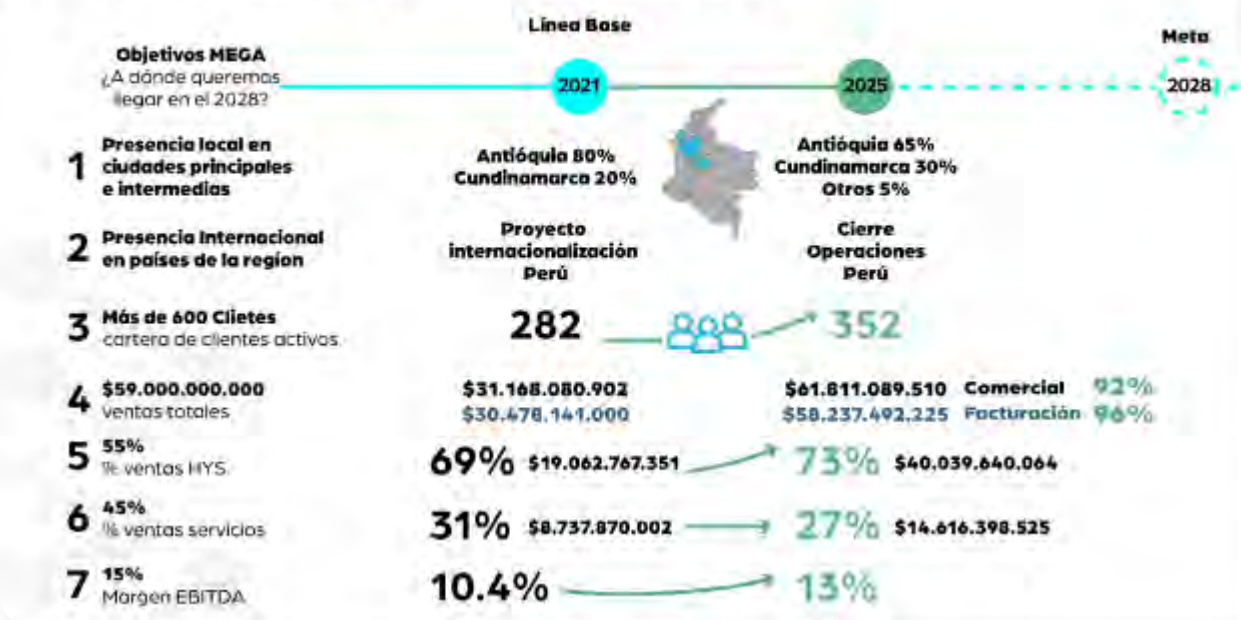 Línea Base
Meta
Objetivos MEGA
¿A dónde queremos
llegar en el 2028?
2021
2025
2028
1
Presencia local en
ciudades principales
e intermedias
Antióquia 80%
Cundinamarca 20%
Antióquia 65%
Cundinamarca 30%
Otros 5%
2
Presencia Internacional
en países de la region
Proyecto
internacionalización
Perú
Cierre
Operaciones
Perú
3
Más de 600 Clietes
cartera de clientes activos
282
352
4
$59.000.000.000
ventas totales
$31.168.080.902
$30.478.141.000
$61.811.089.510 Comercial 92%
$58.237.492.225 Facturación 96%
5
55%
% ventas HYS
69% $19.062.767.351
73% $40.039.640.064
6
45%
% ventas servicios
31% $8.737.870.002
27% $14.616.398.525
7
15%
Margen EBITDA
10.4%
13%